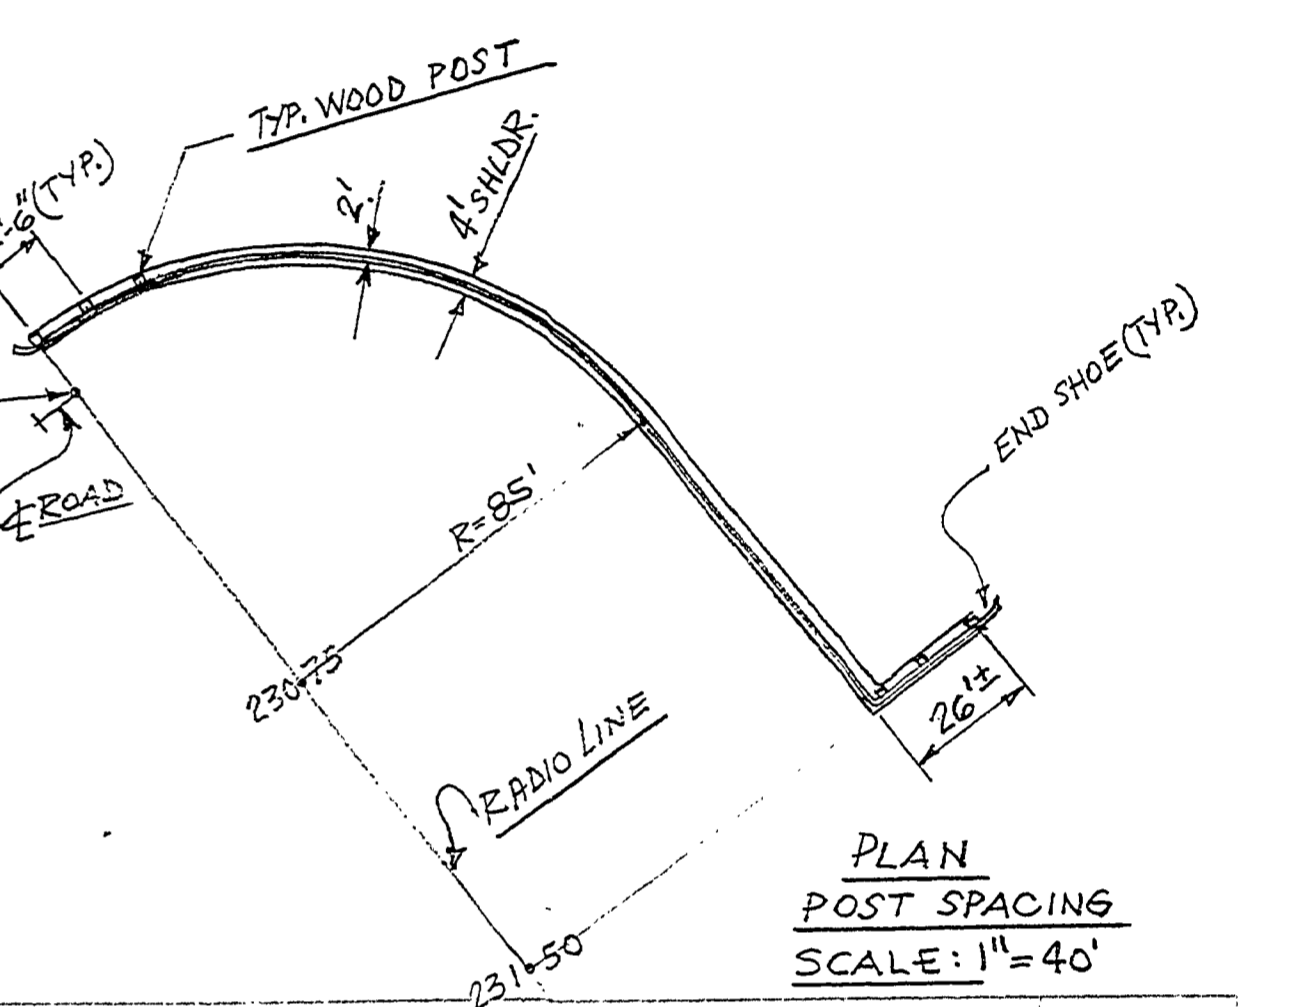 TYP. WOOD POST
-6"(TYP.)
2'
4' SHLDR.
END SHOE (TYP.)
℄ ROAD
R=85'
230+75
26'±
RADIO LINE
PLAN
POST SPACING
SCALE: 1"=40'
231+50